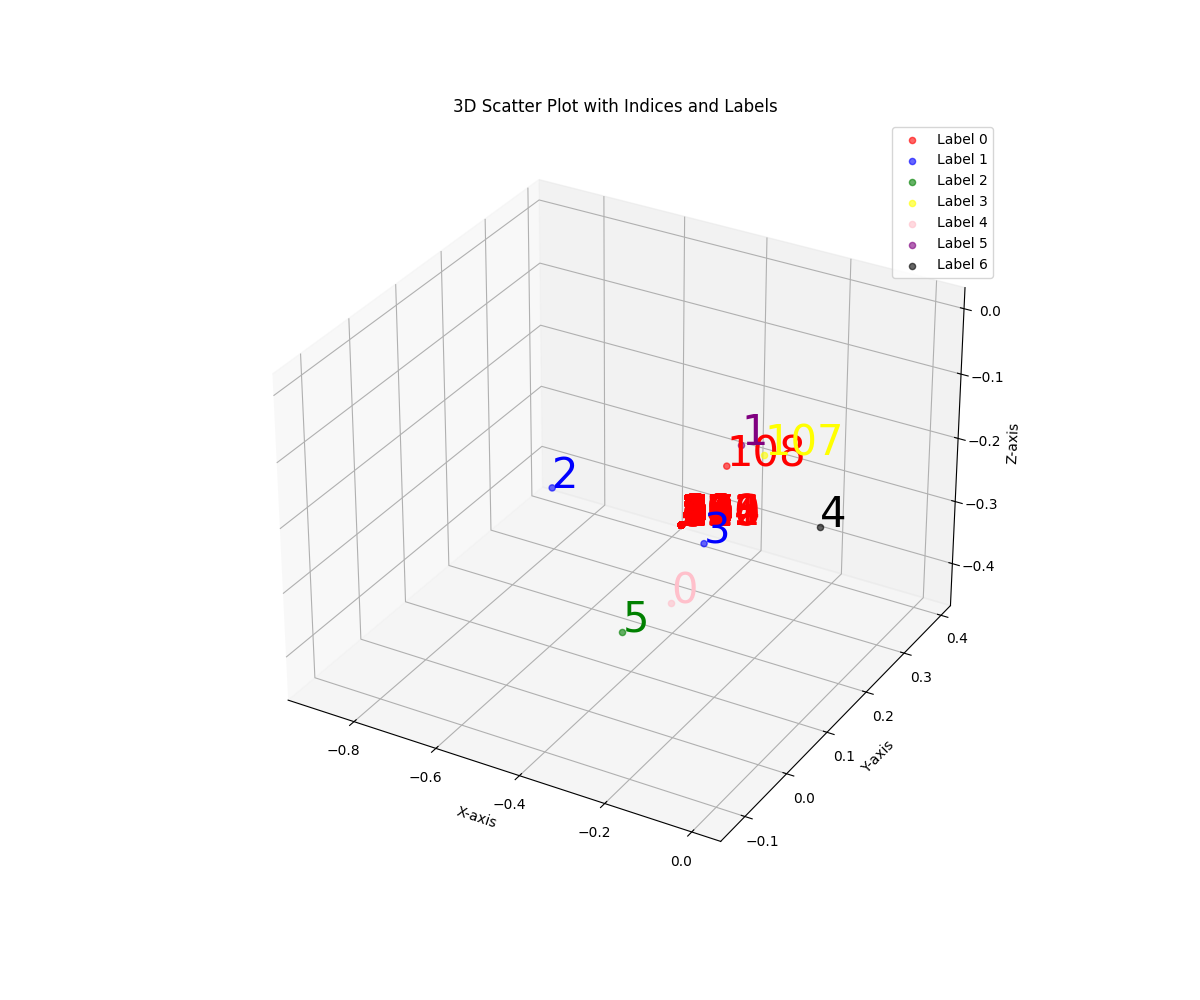 3D Scatter Plot with Indices and Labels
Label 0
Label 1
Label 2
Label 3
Label 4
Label 5
Label 6
0.0
−0.1
−0.2
−0.3
−0.4
Z-axis
1
107
108
2
4
3
0
5
0.4
0.3
0.2
0.1
0.0
−0.1
Y-axis
−0.8
−0.6
−0.4
−0.2
0.0
X-axis